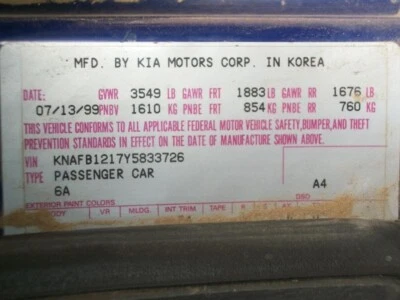 MFD. BY KIA MOTORS CORP. IN KOREA
DATE: GVWR 3549 LB GAWR FRT 1883 LB GAWR RR 1676 LB
07/13/99 PNBV 1610 KG PNBE FRT 854 KG PNBE RR 760 KG
THIS VEHICLE CONFORMS TO ALL APPLICABLE FEDERAL MOTOR VEHICLE SAFETY,BUMPER,AND THEFT
PREVENTION STANDARDS IN EFFECT ON THE DATE OF MANUFACTURE SHOWN ABOVE.
VIN KNAFB1217Y5833726
TYPE PASSENGER CAR
6A A4
EXTERIOR PAINT COLORS DSO
BODY VR MLDG. INT TRIM TAPE